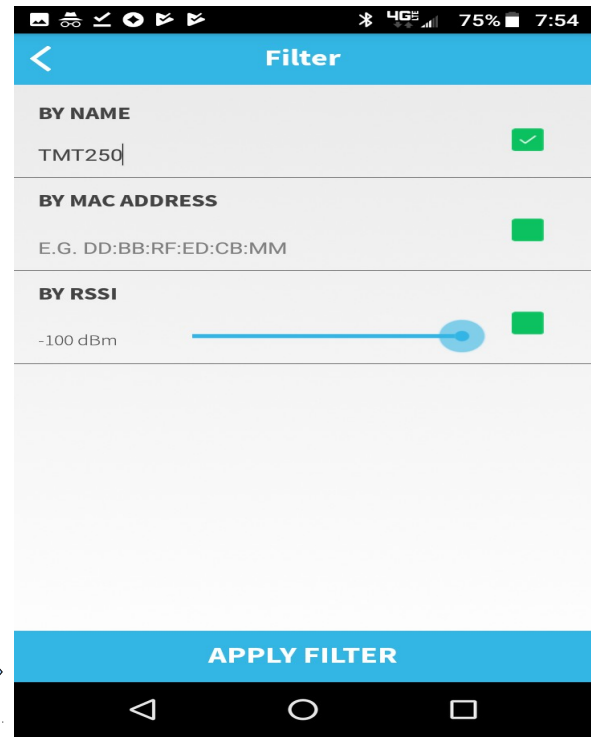 4GE 75% 7:54
Filter
BY NAME
TMT250
BY MAC ADDRESS
E.G. DD:BB:RF:ED:CB:MM
BY RSSI
-100 dBm
APPLY FILTER